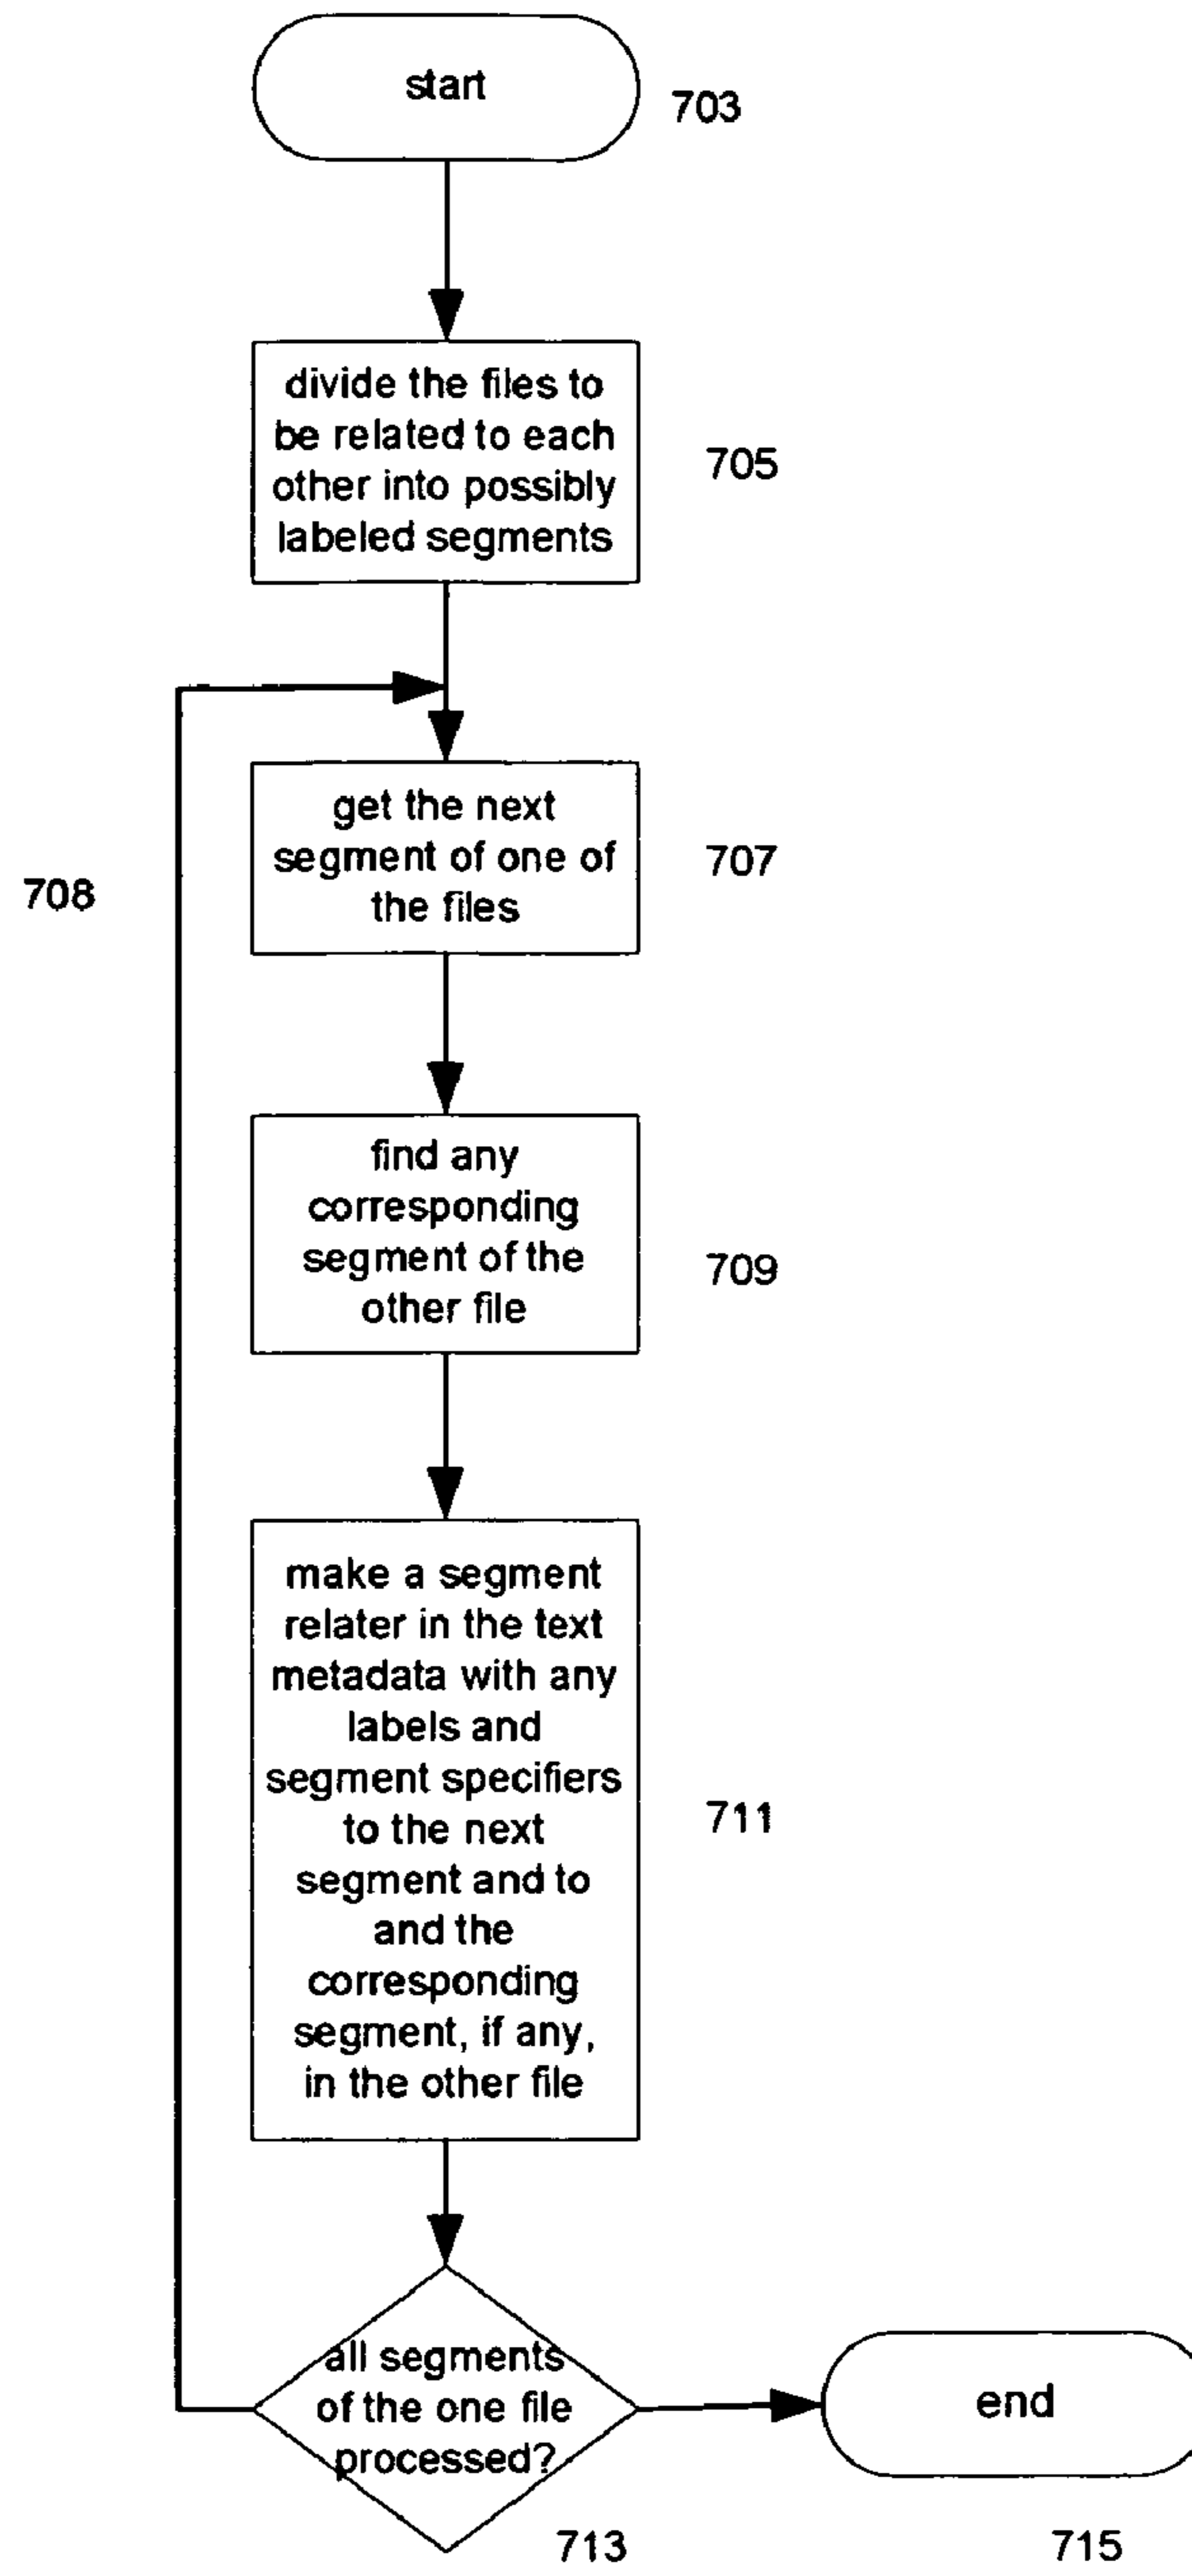 start
703
divide the files to
be related to each
other into possibly
labeled segments
705
get the next
segment of one of
the files
707
708
find any
corresponding
segment of the
other file
709
make a segment
relater in the text
metadata with any
labels and
segment specifiers
to the next
segment and to
and the
corresponding
segment, if any,
in the other file
711
all segments
of the one file
processed?
713
end
715